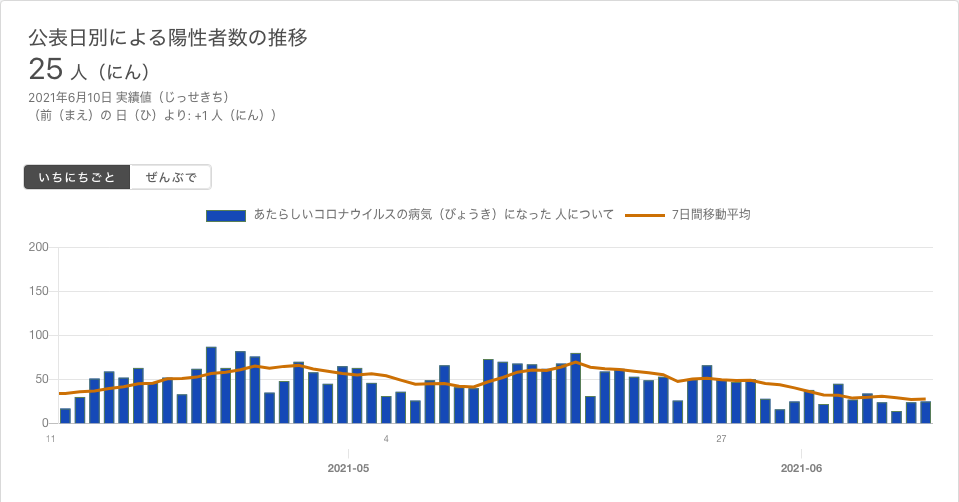 公表日別による陽性者数の推移
25 人（にん）
2021年6月10日 実績値（じっせきち）
（前（まえ）の 日（ひ）より: +1 人（にん））
いちにちごと ぜんぶで
あたらしいコロナウイルスの病気（びょうき）になった 人について 7日間移動平均
200
150
100
50
0
11 4 27
2021-05 2021-06